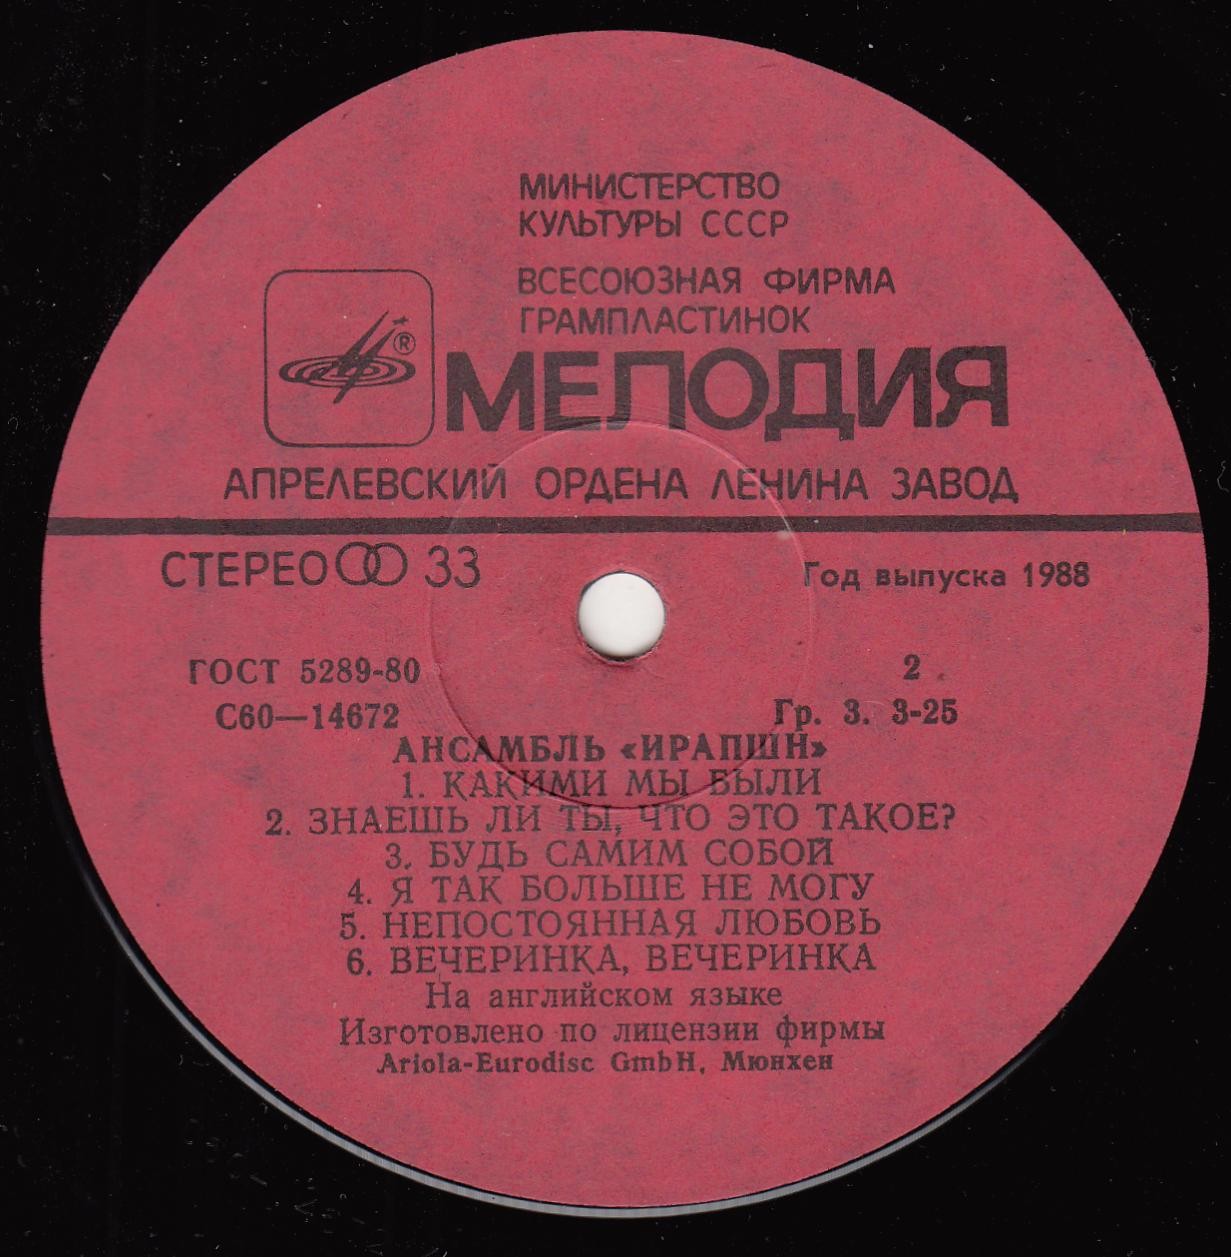 МИНИСТЕРСТВО
КУЛЬТУРЫ СССР
ВСЕСОЮЗНАЯ ФИРМА
ГРАМПЛАСТИНОК
®
МЕЛОДИЯ
АПРЕЛЕВСКИЙ ОРДЕНА ЛЕНИНА ЗАВОД
СТЕРЕО 33
Год выпуска 1988
ГОСТ 5289-80
2
С60—14672
Гр. 3. 3-25
АНСАМБЛЬ «ИРАПШН»
1. КАКИМИ МЫ БЫЛИ
2. ЗНАЕШЬ ЛИ ТЫ, ЧТО ЭТО ТАКОЕ?
3. БУДЬ САМИМ СОБОЙ
4. Я ТАК БОЛЬШЕ НЕ МОГУ
5. НЕПОСТОЯННАЯ ЛЮБОВЬ
6. ВЕЧЕРИНКА, ВЕЧЕРИНКА
На английском языке
Изготовлено по лицензии фирмы
Ariola-Eurodisc GmbH, Мюнхен